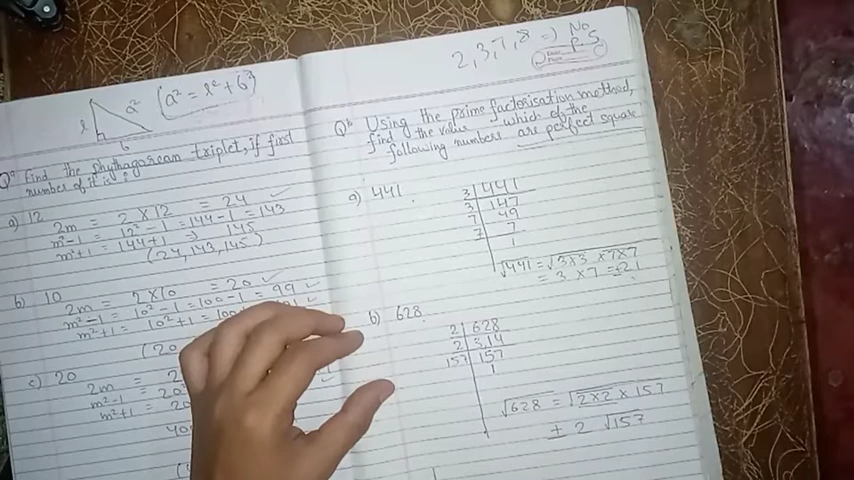 l a² (a² = l² + b²)
b
Qº find the phythagorean triplet, if first
number of it is :
a) 12
2m = 2 × 12 = 24
m²-1 = 12²-1 = 144-1 = 143
m²+1 = 144+1 → 145
(24, 143, 145)
b) 10
2m = 2×10 = 20
m²-1 = 10²-1 = 100-1 = 99
m²+1 = 10²+1 =
(20
c) 20
2m =
m²-1 =
m²+1 =
2,3,7,8 ⇒ No
P.S
Using the prime factorisation method,
find the value which of the
following numbers are perfect square
a) 441
3 441
3 147
7 49
7 7
1
√441 = √3×3×7×7
= 3 × 7 = ±21
b) 628
2 628
2 3,14
157 157
1
√628 = √2×2 × 157
± 2 √157